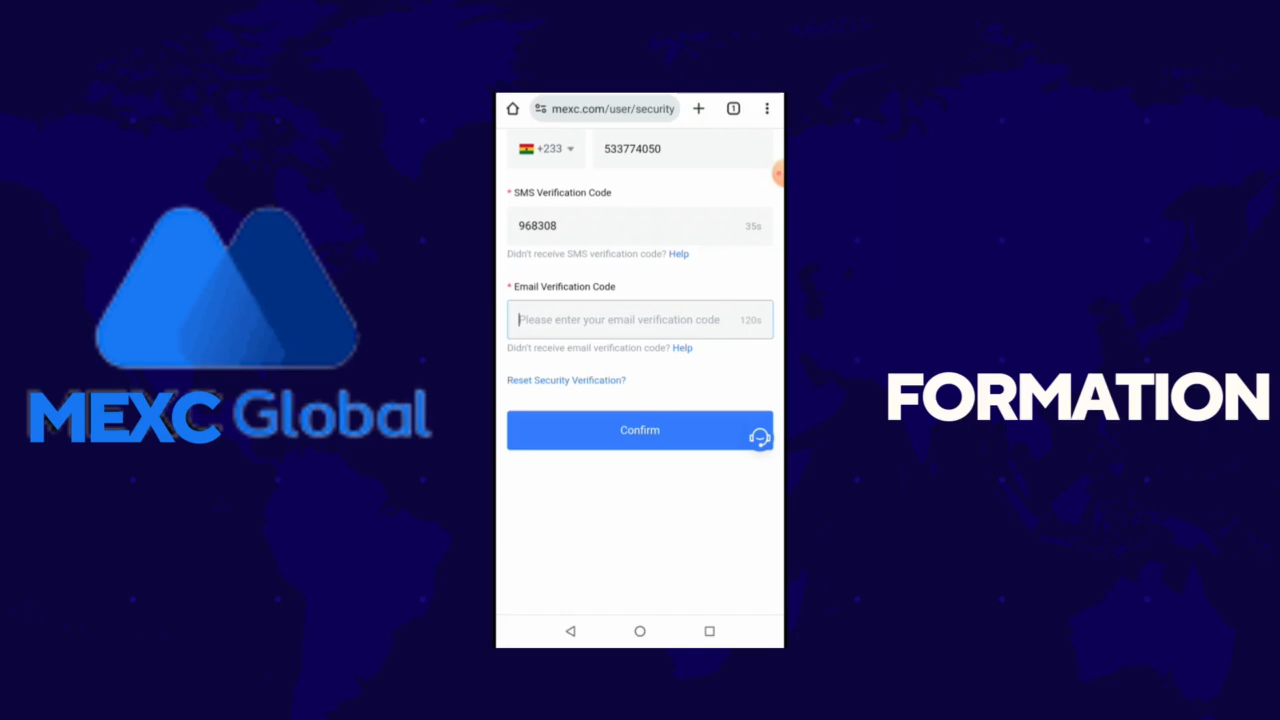 mexc.com/user/security
1
+233
533774050
* SMS Verification Code
968308
35s
Didn't receive SMS verification code? Help
* Email Verification Code
Please enter your email verification code
120s
Didn't receive email verification code? Help
Reset Security Verification?
Confirm
MEXC Global
FORMATION